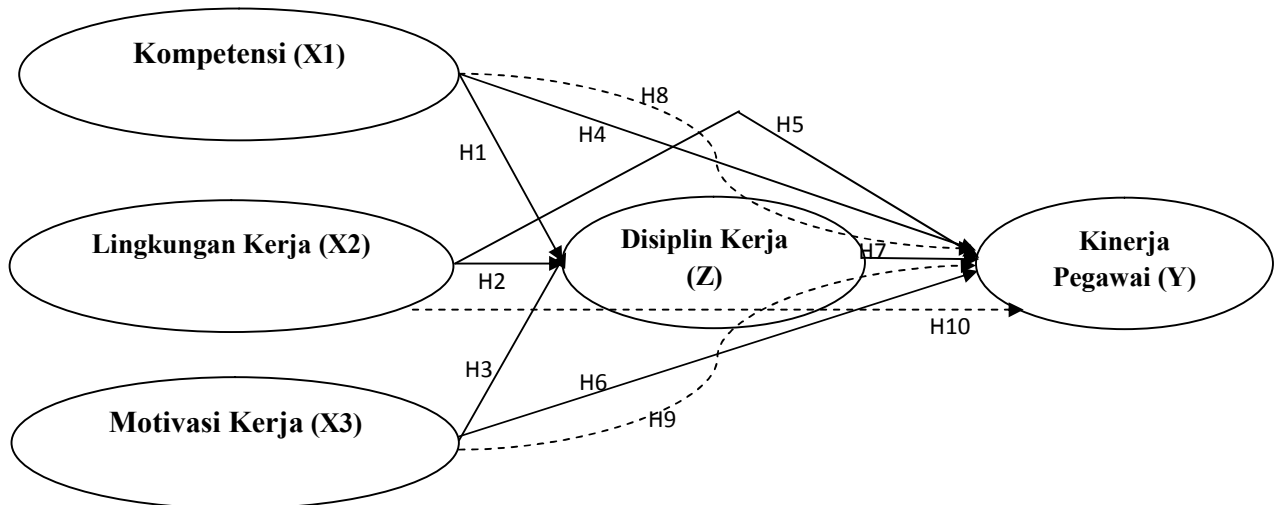 Kompetensi (X1)
H8
H5
H4
H1
Lingkungan Kerja (X2)
Disiplin Kerja
(Z)
Kinerja
Pegawai (Y)
H7
H2
H10
H3
H6
Motivasi Kerja (X3)
H9